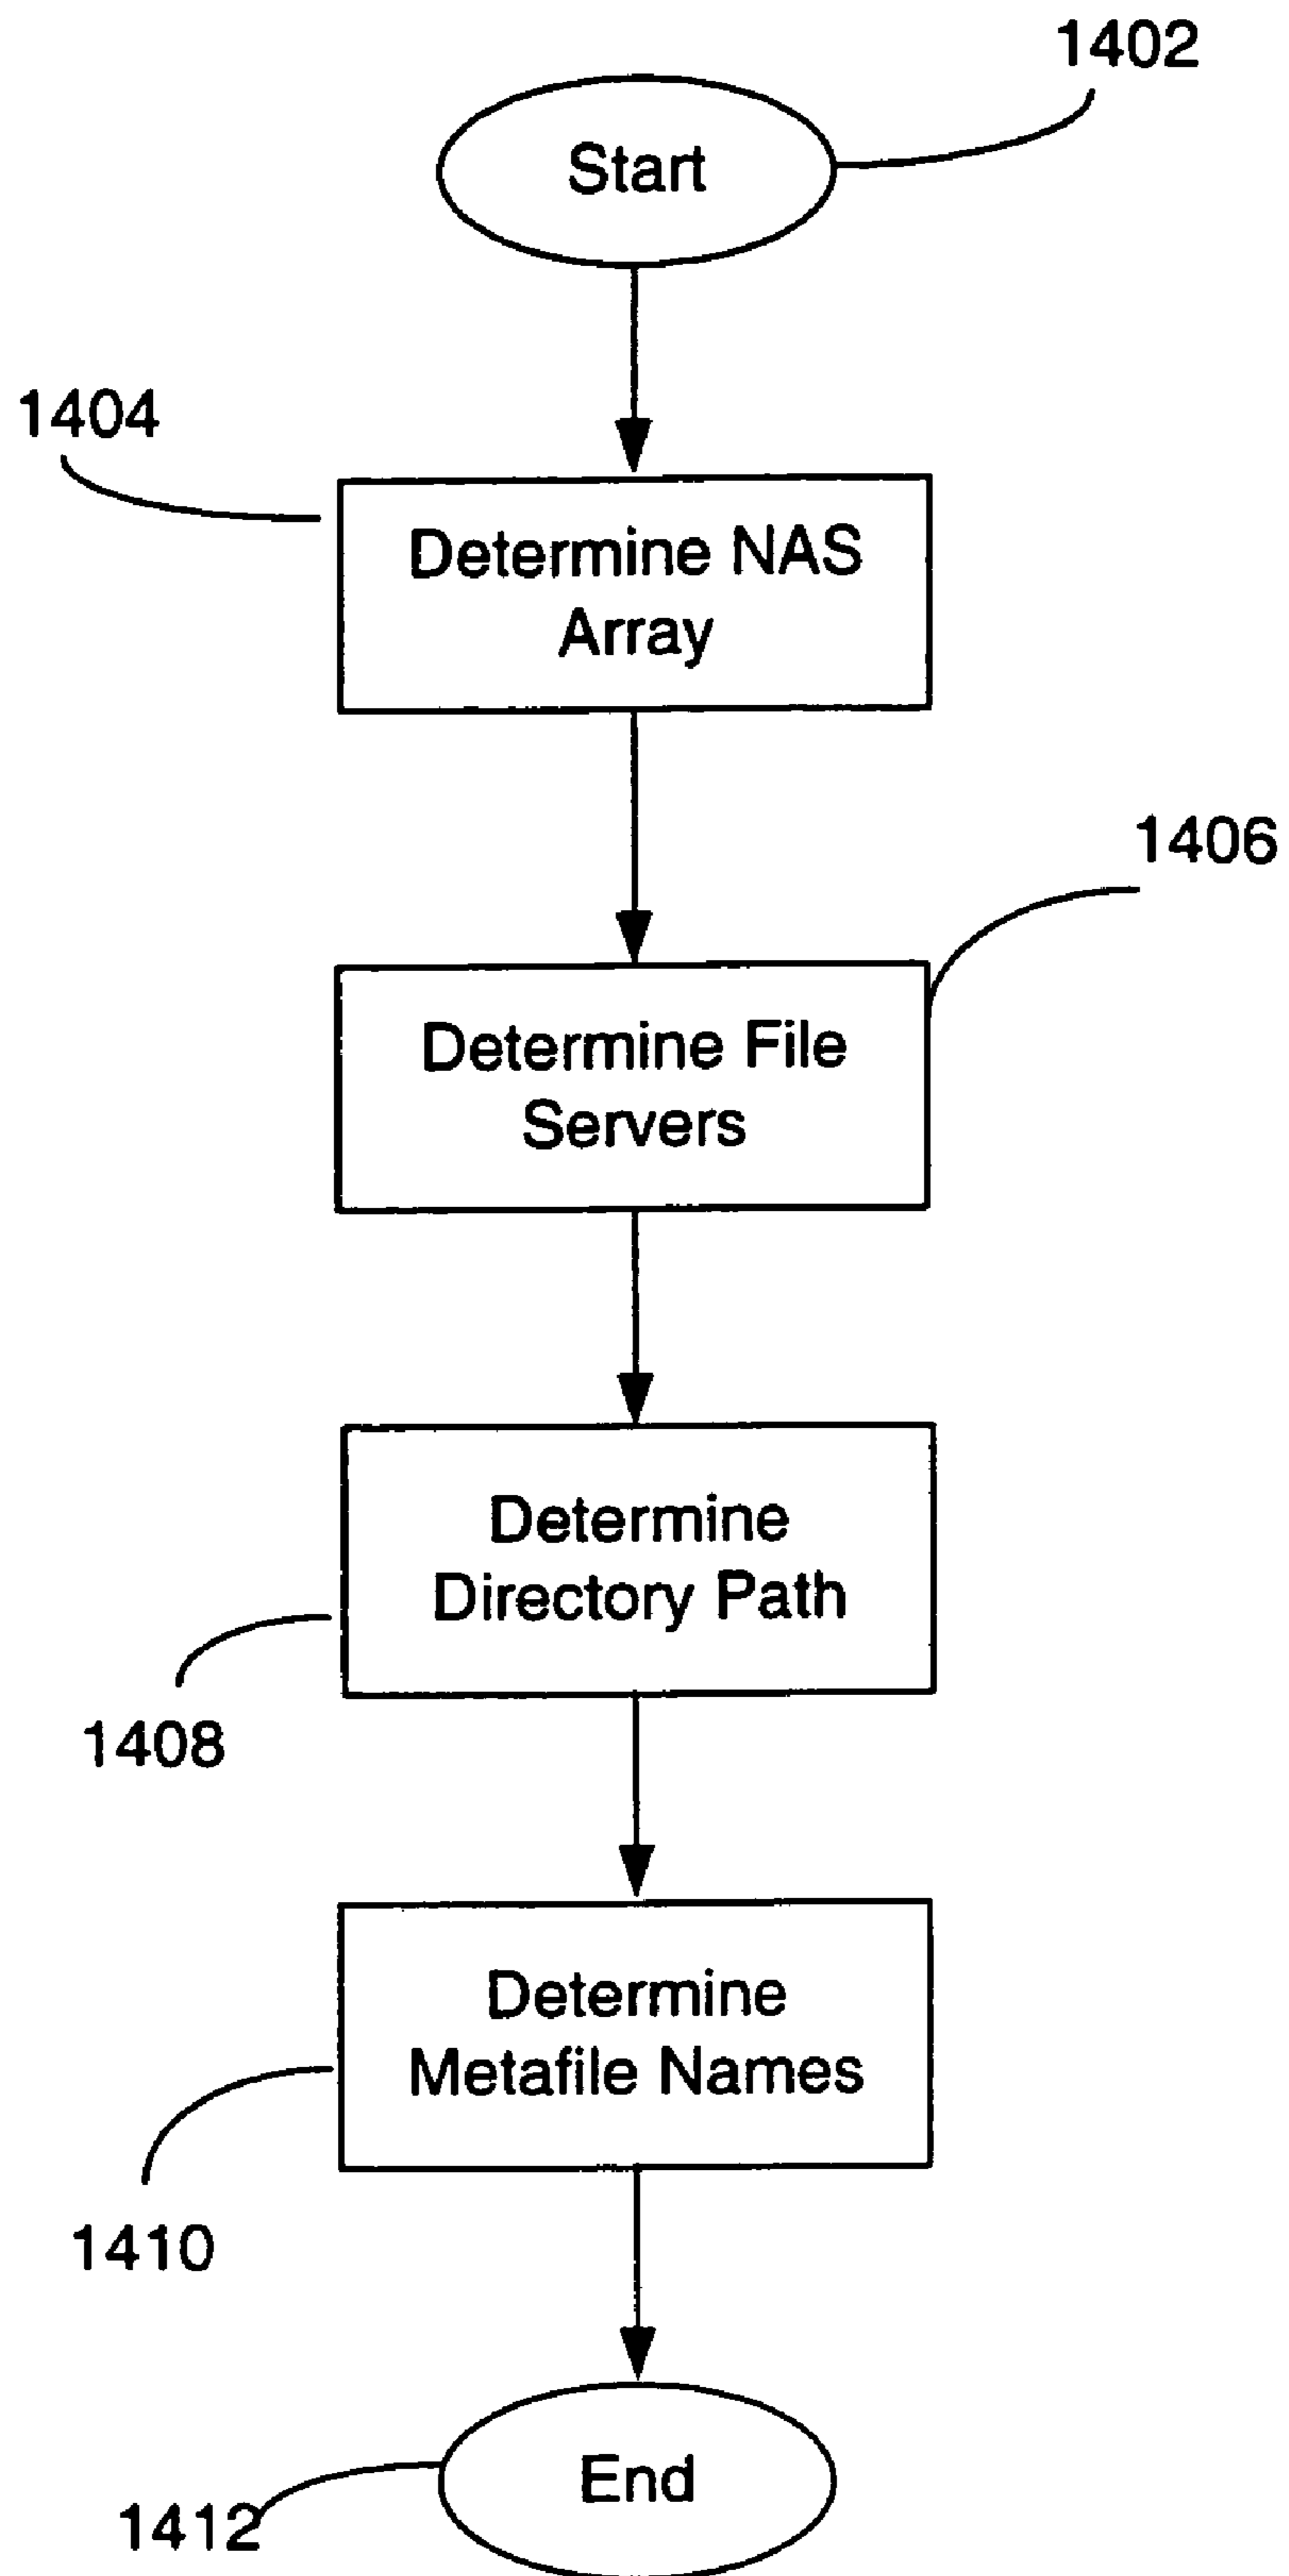 1402
Start
1404
Determine NAS
Array
1406
Determine File
Servers
Determine
Directory Path
1408
Determine
Metafile Names
1410
End
1412